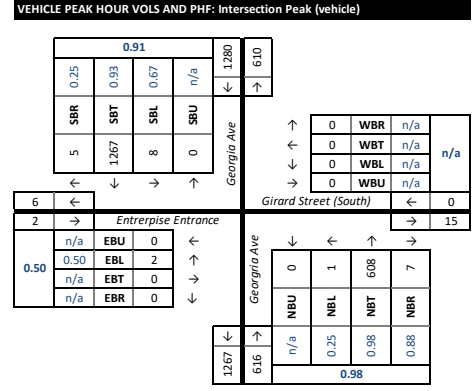 VEHICLE PEAK HOUR VOLS AND PHF: Intersection Peak (vehicle)
0.91
1280
610
0.25
0.93
0.67
n/a
↓
↑
SBR
SBT
SBL
SBU
Georgia Ave
5
1267
8
0
↑ 0 WBR n/a
← 0 WBT n/a
↓ 0 WBL n/a
→ 0 WBU n/a
n/a
← ↓ → ↑
6 ←
Girard Street (South) ← 0
2 → Entrerpise Entrance
→ 15
0.50
n/a EBU 0 ←
0.50 EBL 2 ↑
n/a EBT 0 →
n/a EBR 0 ↓
Georgria Ave
↓ ← ↑ →
0
1
608
7
NBU
NBL
NBT
NBR
n/a
0.25
0.98
0.88
↓ ↑
1267
616
0.98